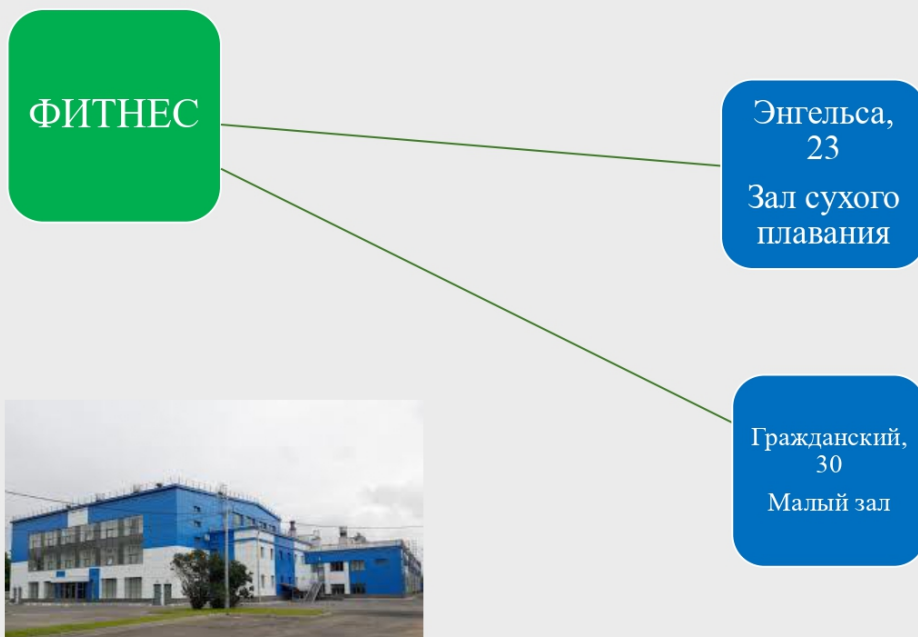 ФИТНЕС
Энгельса,
23
Зал сухого
плавания
Гражданский,
30
Малый зал